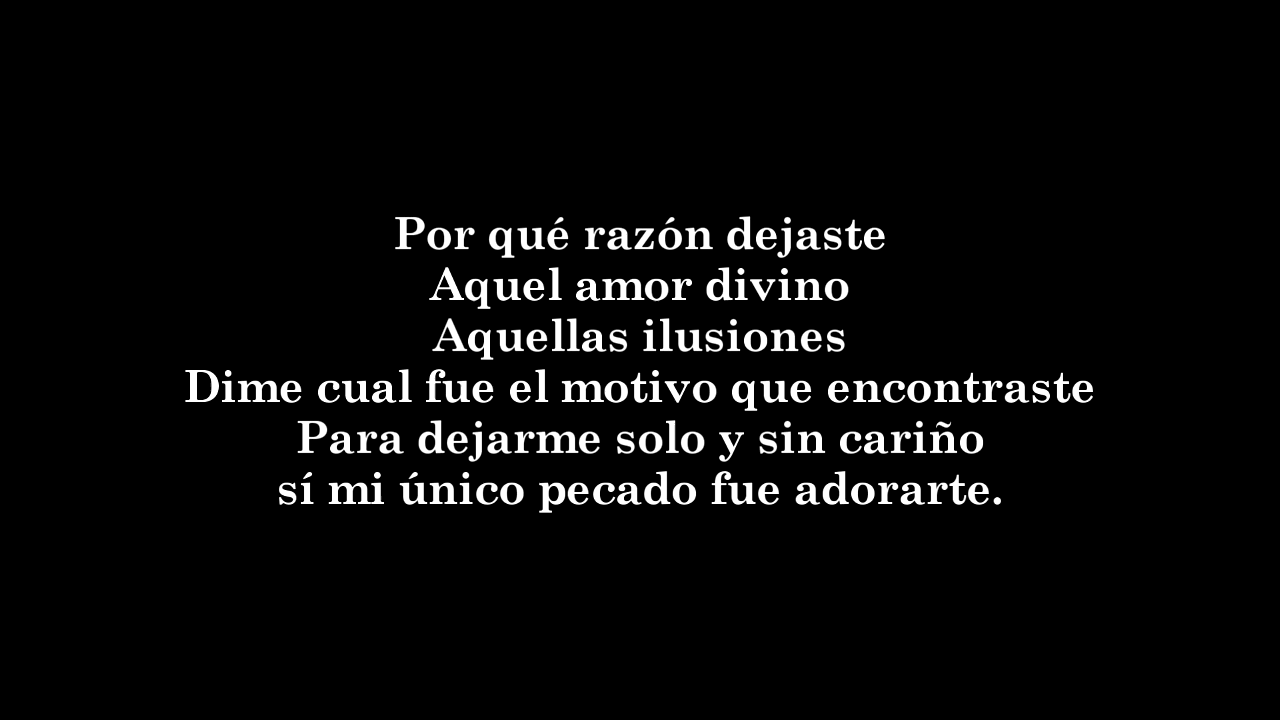 Por qué razón dejaste
Aquel amor divino
Aquellas ilusiones
Dime cual fue el motivo que encontraste
Para dejarme solo y sin cariño
sí mi único pecado fue adorarte.